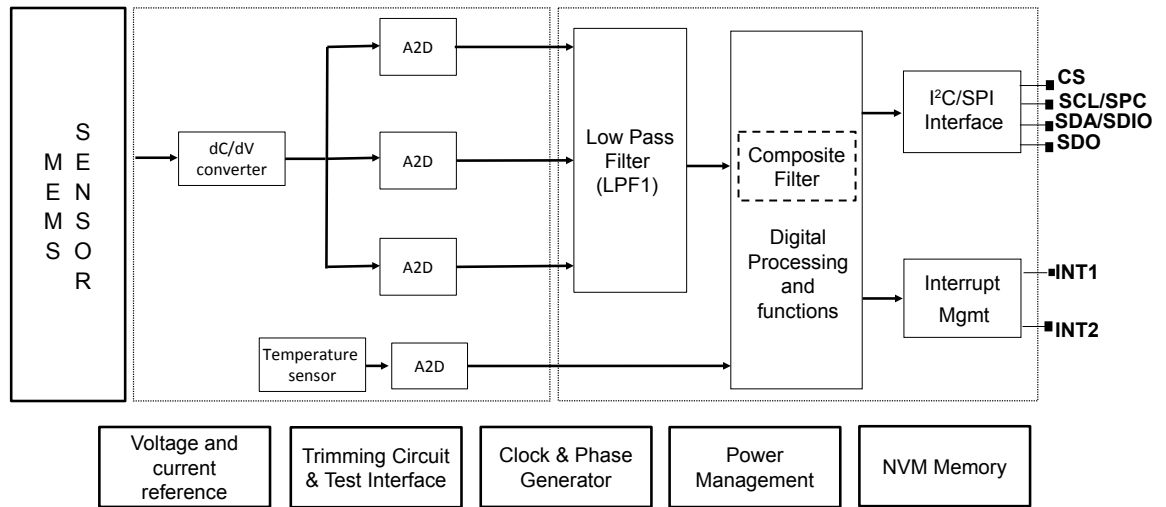 MEMS
SENSOR
dC/dV
converter
A2D
A2D
A2D
Temperature
sensor
A2D
Low Pass
Filter
(LPF1)
Composite
Filter
Digital
Processing
and
functions
I²C/SPI
Interface
CS
SCL/SPC
SDA/SDIO
SDO
Interrupt
Mgmt
INT1
INT2
Voltage and
current
reference
Trimming Circuit
& Test Interface
Clock & Phase
Generator
Power
Management
NVM Memory